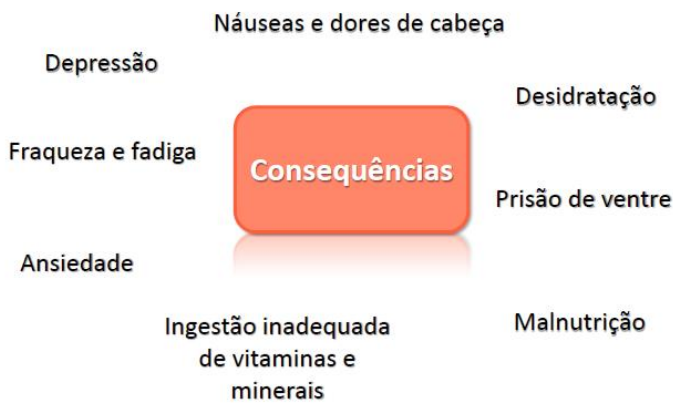 Náuseas e dores de cabeça
Depressão
Desidratação
Fraqueza e fadiga
Consequências
Prisão de ventre
Ansiedade
Malnutrição
Ingestão inadequada
de vitaminas e
minerais